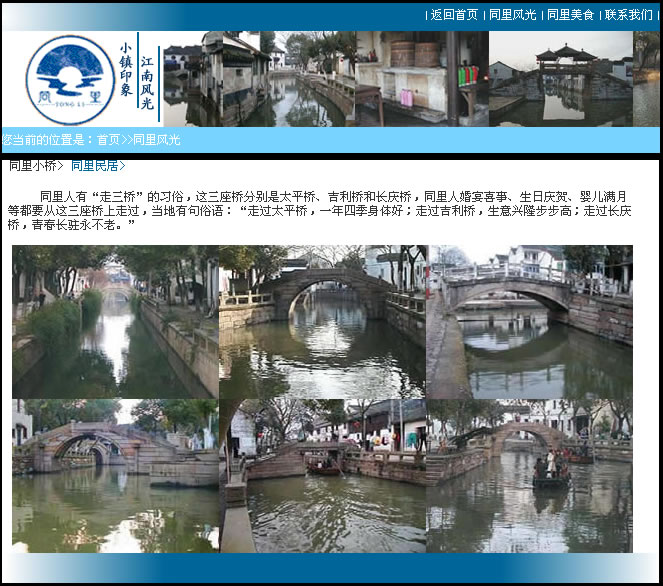 | 返回首页 | 同里风光 | 同里美食 | 联系我们 |
小镇印象
江南风光
同里
TONG LI
您当前的位置是：首页>>同里风光
同里小桥> 同里民居>
同里人有“走三桥”的习俗，这三座桥分别是太平桥、吉利桥和长庆桥，同里人婚宴喜事、生日庆贺、婴儿满月
等都要从这三座桥上走过，当地有句俗语：“走过太平桥，一年四季身体好；走过吉利桥，生意兴隆步步高；走过长庆
桥，青春长驻永不老。”